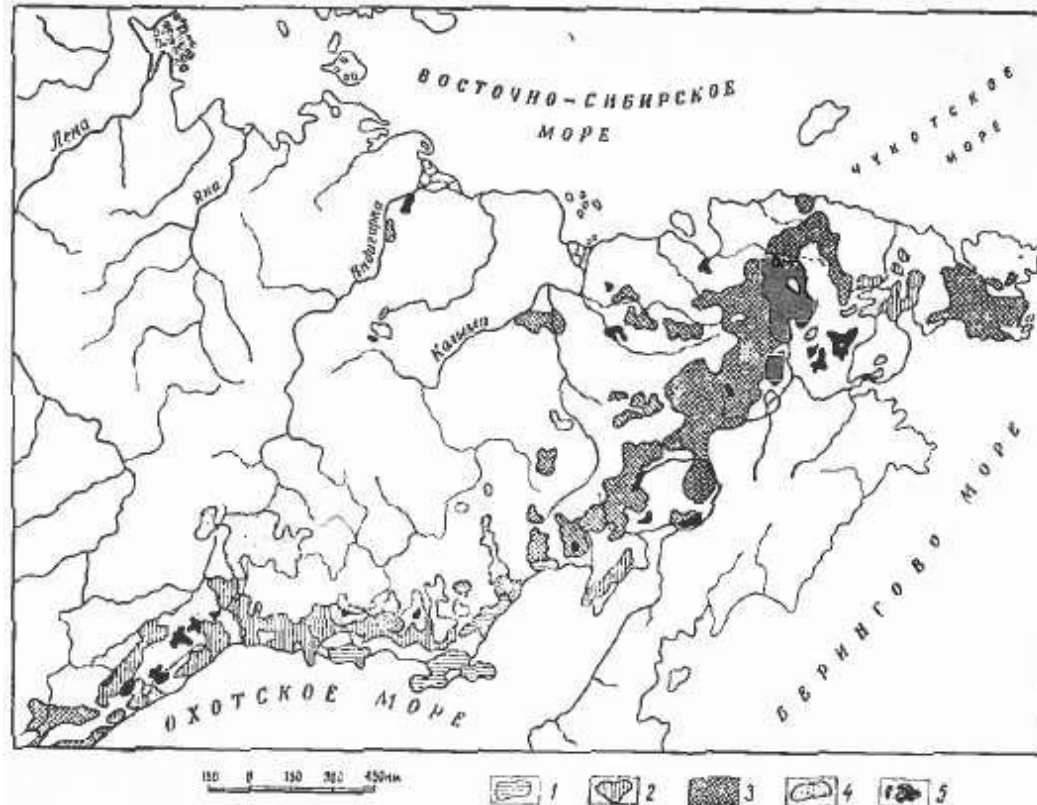 ВОСТОЧНО-СИБИРСКОЕ
МОРЕ
ЧУКОТСКОЕ
МОРЕ
Лена
Яна
Индигирка
Колыма
БЕРИНГОВО МОРЕ
ОХОТСКОЕ МОРЕ
150 0 150 300 450км
1 2 3 4 5